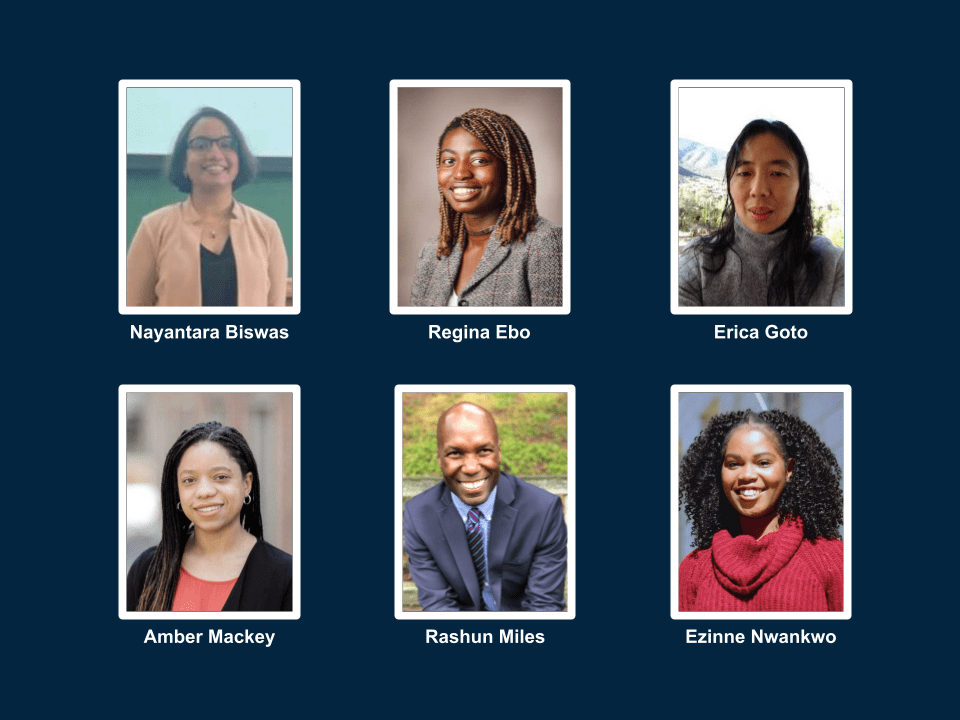 Nayantara Biswas
Regina Ebo
Erica Goto
Amber Mackey
Rashun Miles
Ezinne Nwankwo